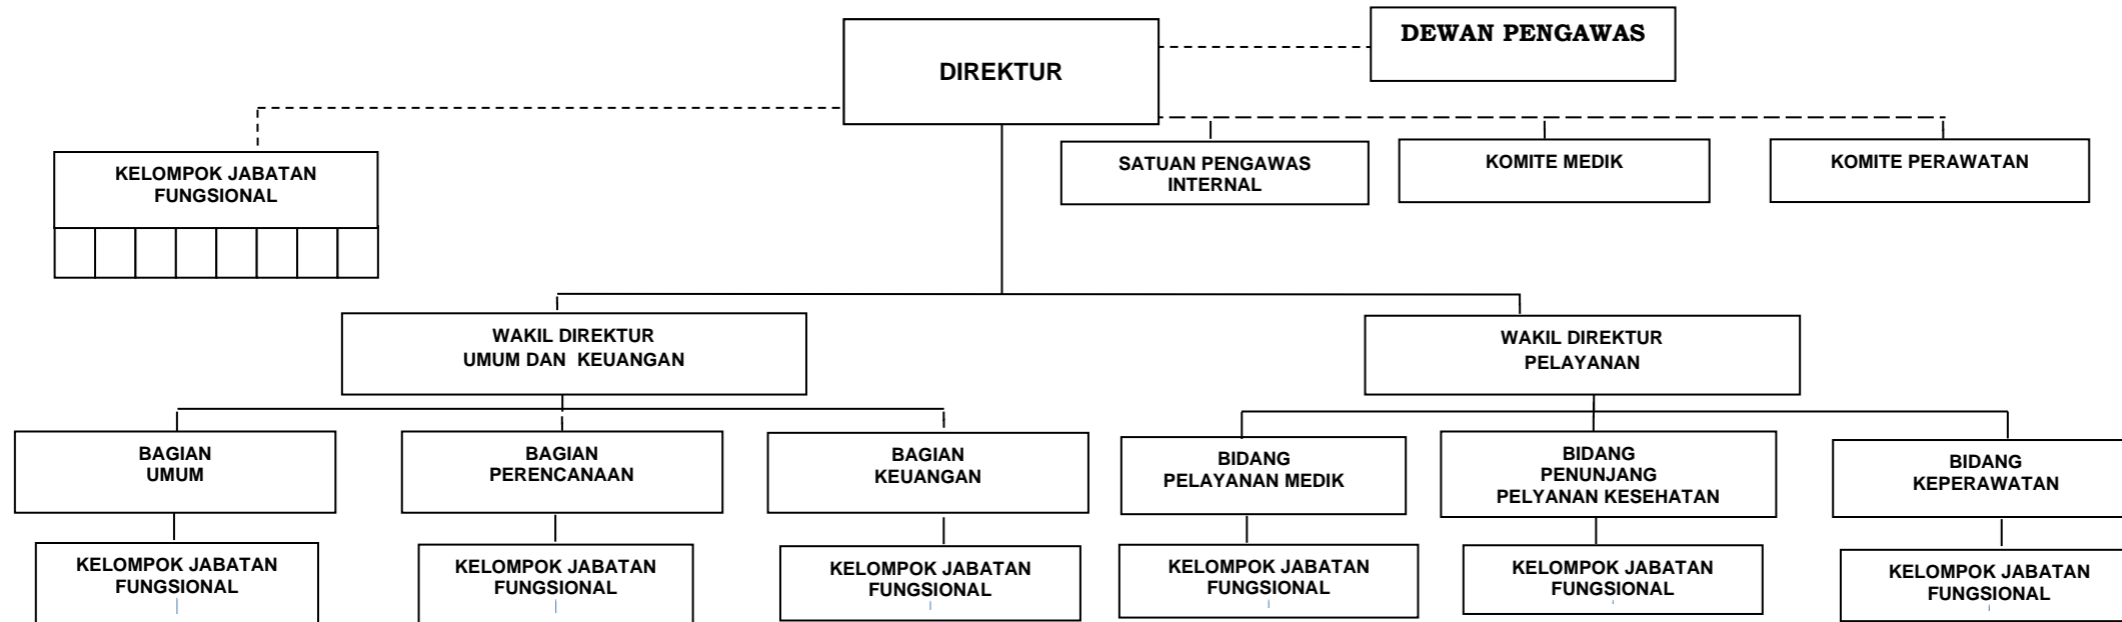 DEWAN PENGAWAS
DIREKTUR
KELOMPOK JABATAN
FUNGSIONAL
SATUAN PENGAWAS
INTERNAL
KOMITE MEDIK
KOMITE PERAWATAN
WAKIL DIREKTUR
UMUM DAN KEUANGAN
WAKIL DIREKTUR
PELAYANAN
BAGIAN
UMUM
BAGIAN
PERENCANAAN
BAGIAN
KEUANGAN
BIDANG
PELAYANAN MEDIK
BIDANG
PENUNJANG
PELYANAN KESEHATAN
BIDANG
KEPERAWATAN
KELOMPOK JABATAN
FUNGSIONAL
KELOMPOK JABATAN
FUNGSIONAL
KELOMPOK JABATAN
FUNGSIONAL
KELOMPOK JABATAN
FUNGSIONAL
KELOMPOK JABATAN
FUNGSIONAL
KELOMPOK JABATAN
FUNGSIONAL